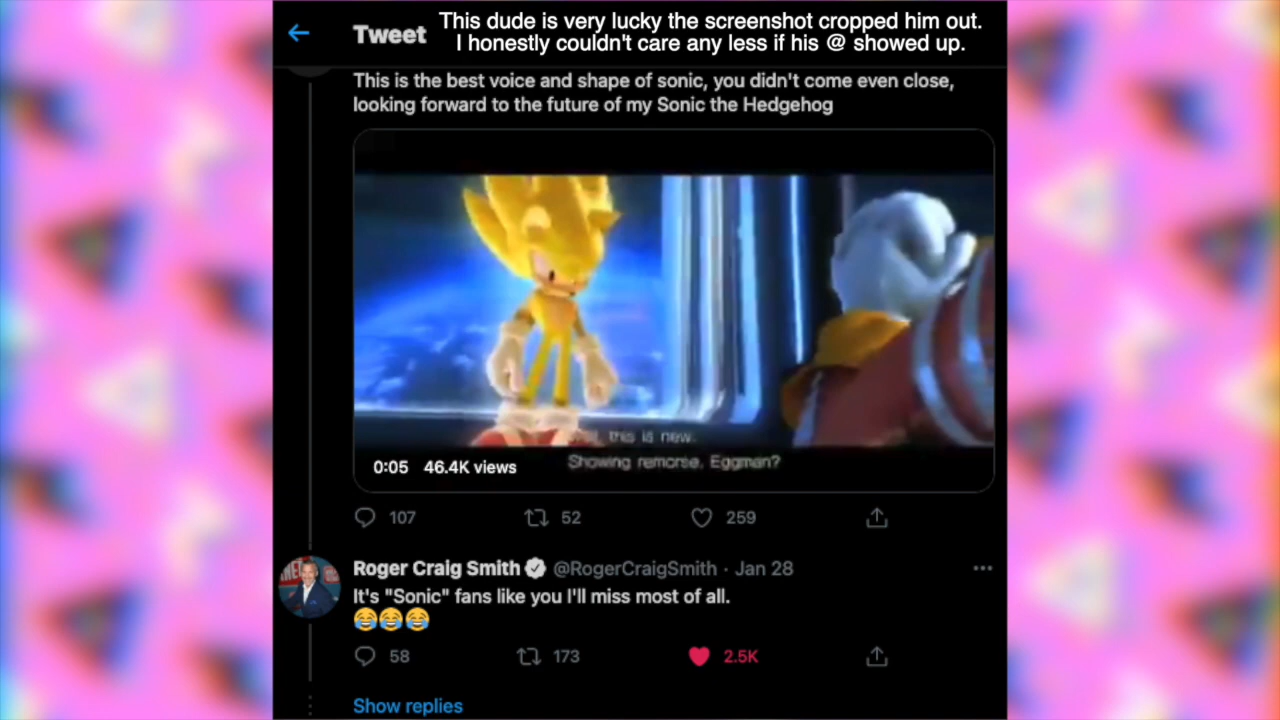 This dude is very lucky the screenshot cropped him out.
Tweet
I honestly couldn't care any less if his @ showed up.
This is the best voice and shape of sonic, you didn't come even close,
looking forward to the future of my Sonic the Hedgehog
this is new.
Showing remorse, Eggman?
0:05 46.4K views
107 52 259
Roger Craig Smith @RogerCraigSmith · Jan 28
It's "Sonic" fans like you I'll miss most of all.
😂😂😂
58 173 2.5K
Show replies